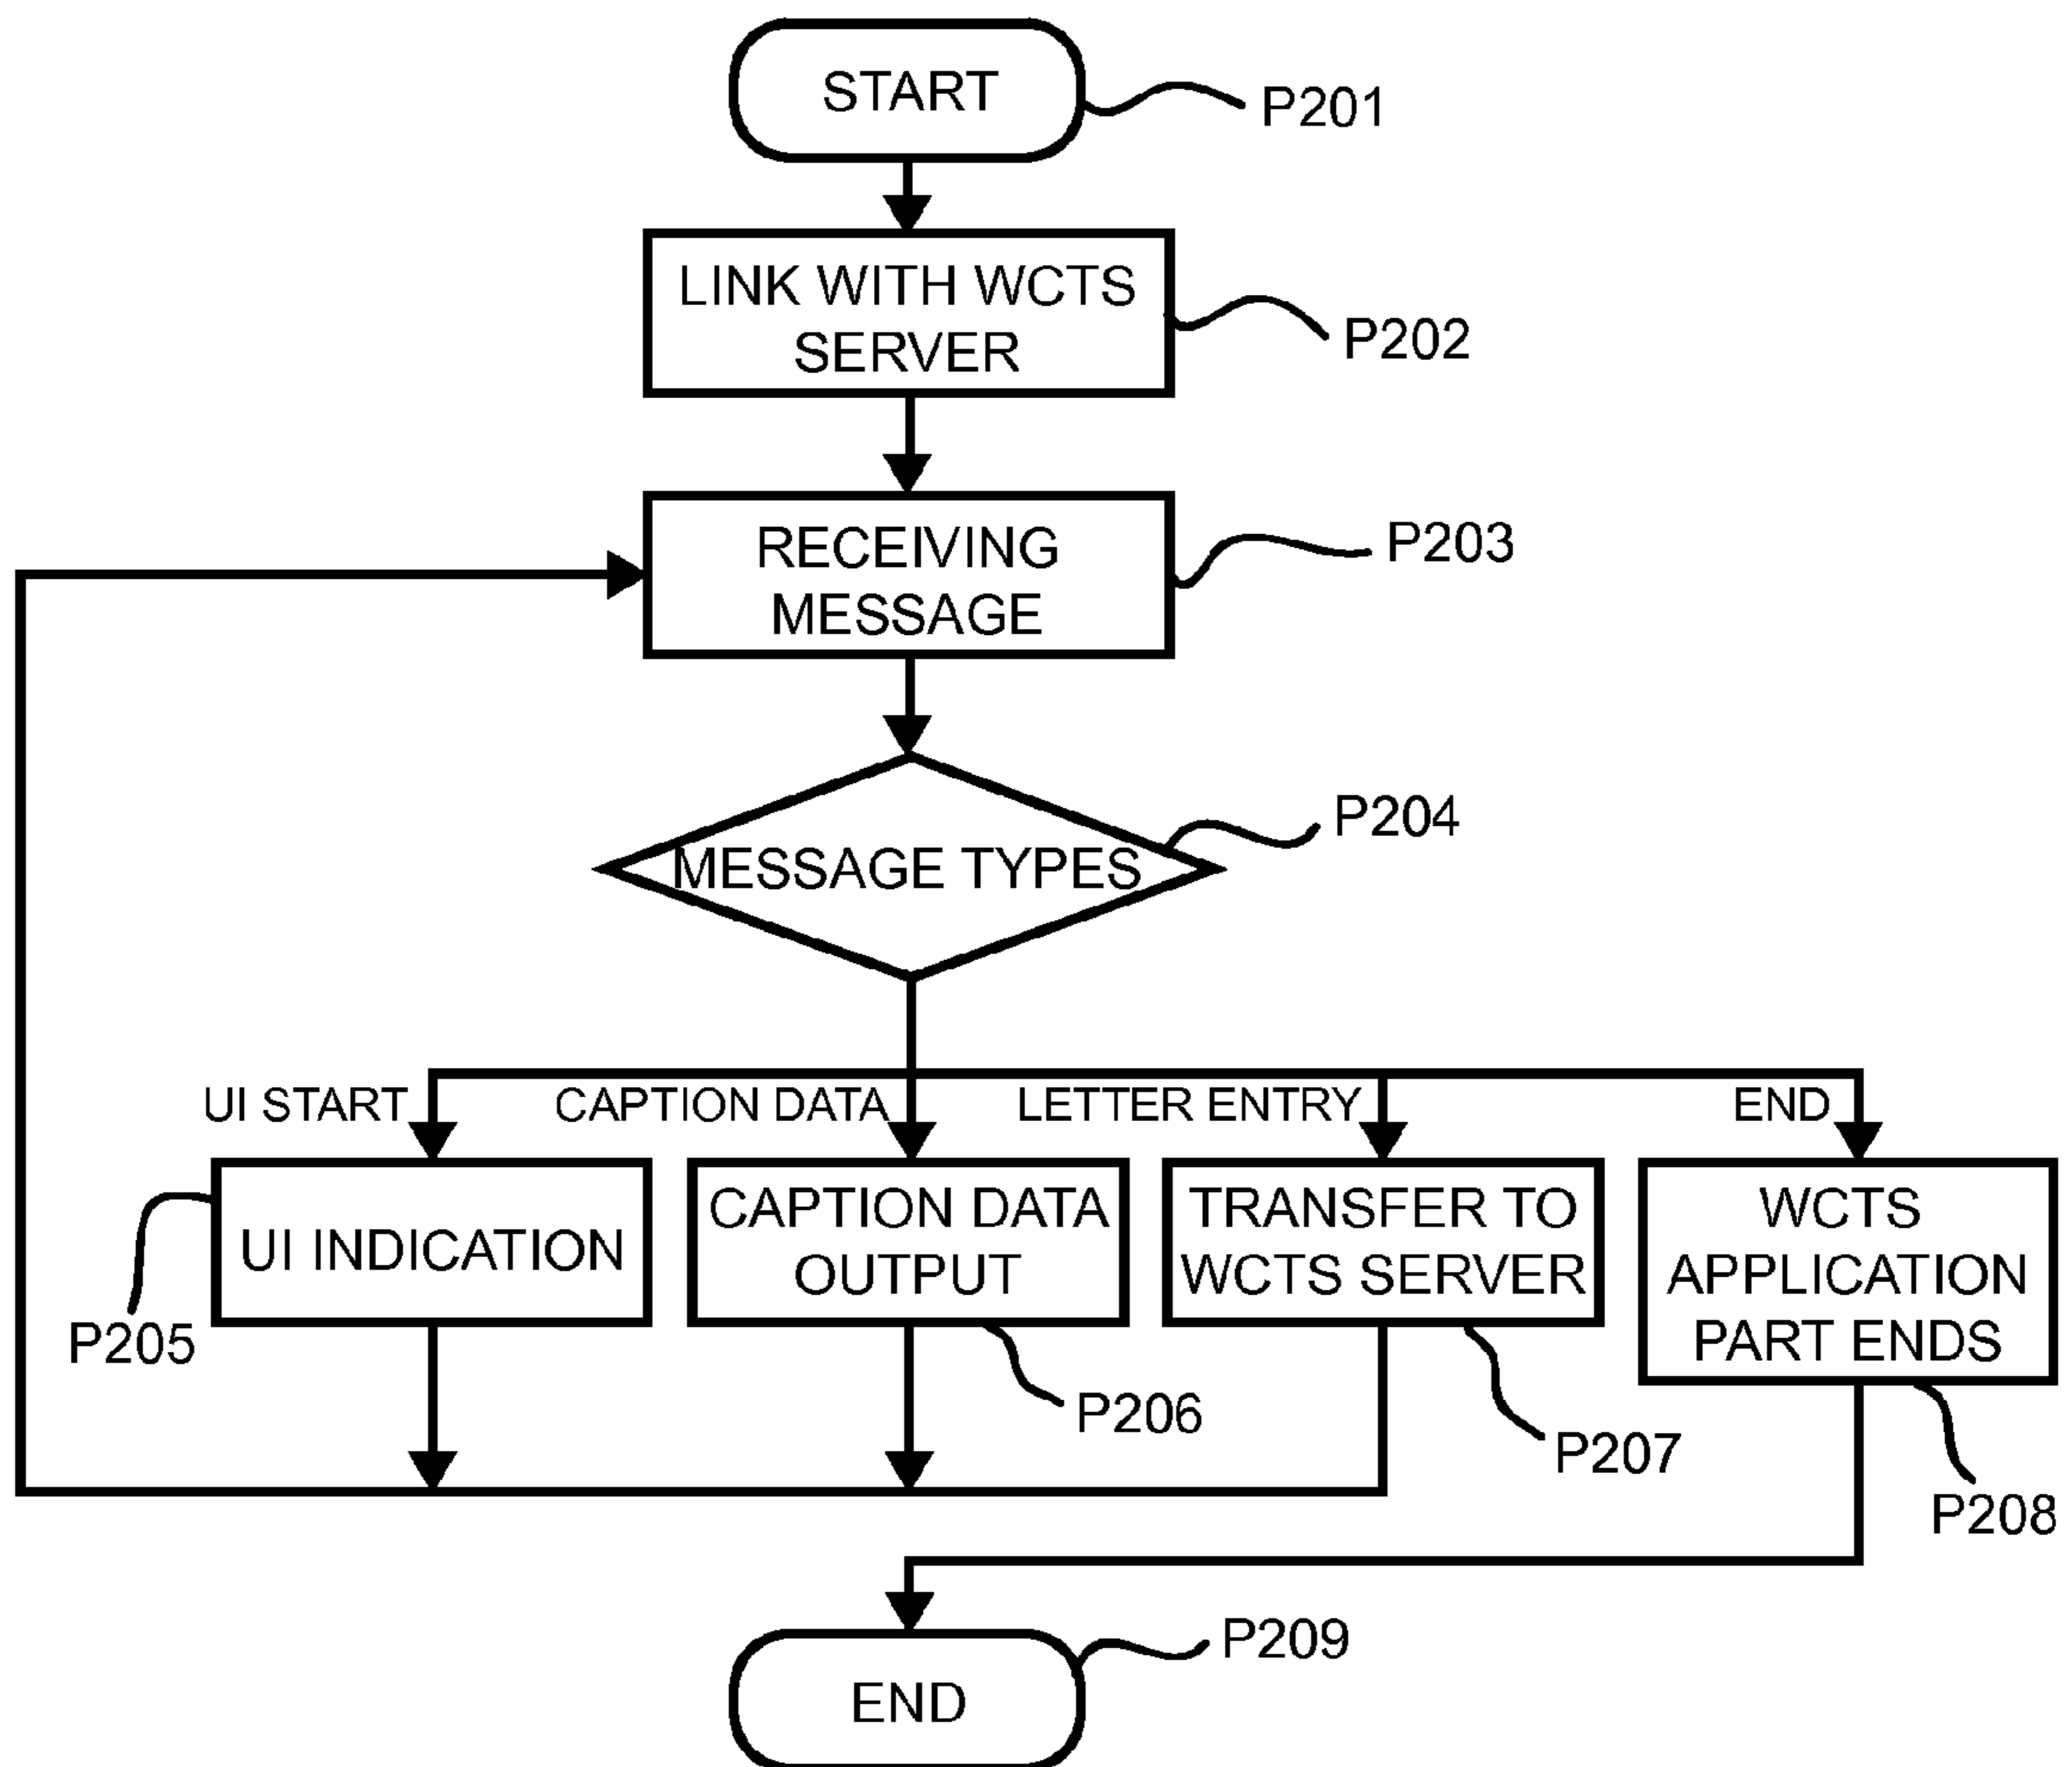 START
P201
LINK WITH WCTS
SERVER
P202
RECEIVING
MESSAGE
P203
MESSAGE TYPES
P204
UI START
CAPTION DATA
LETTER ENTRY
END
UI INDICATION
P205
CAPTION DATA
OUTPUT
P206
TRANSFER TO
WCTS SERVER
P207
WCTS
APPLICATION
PART ENDS
P208
END
P209